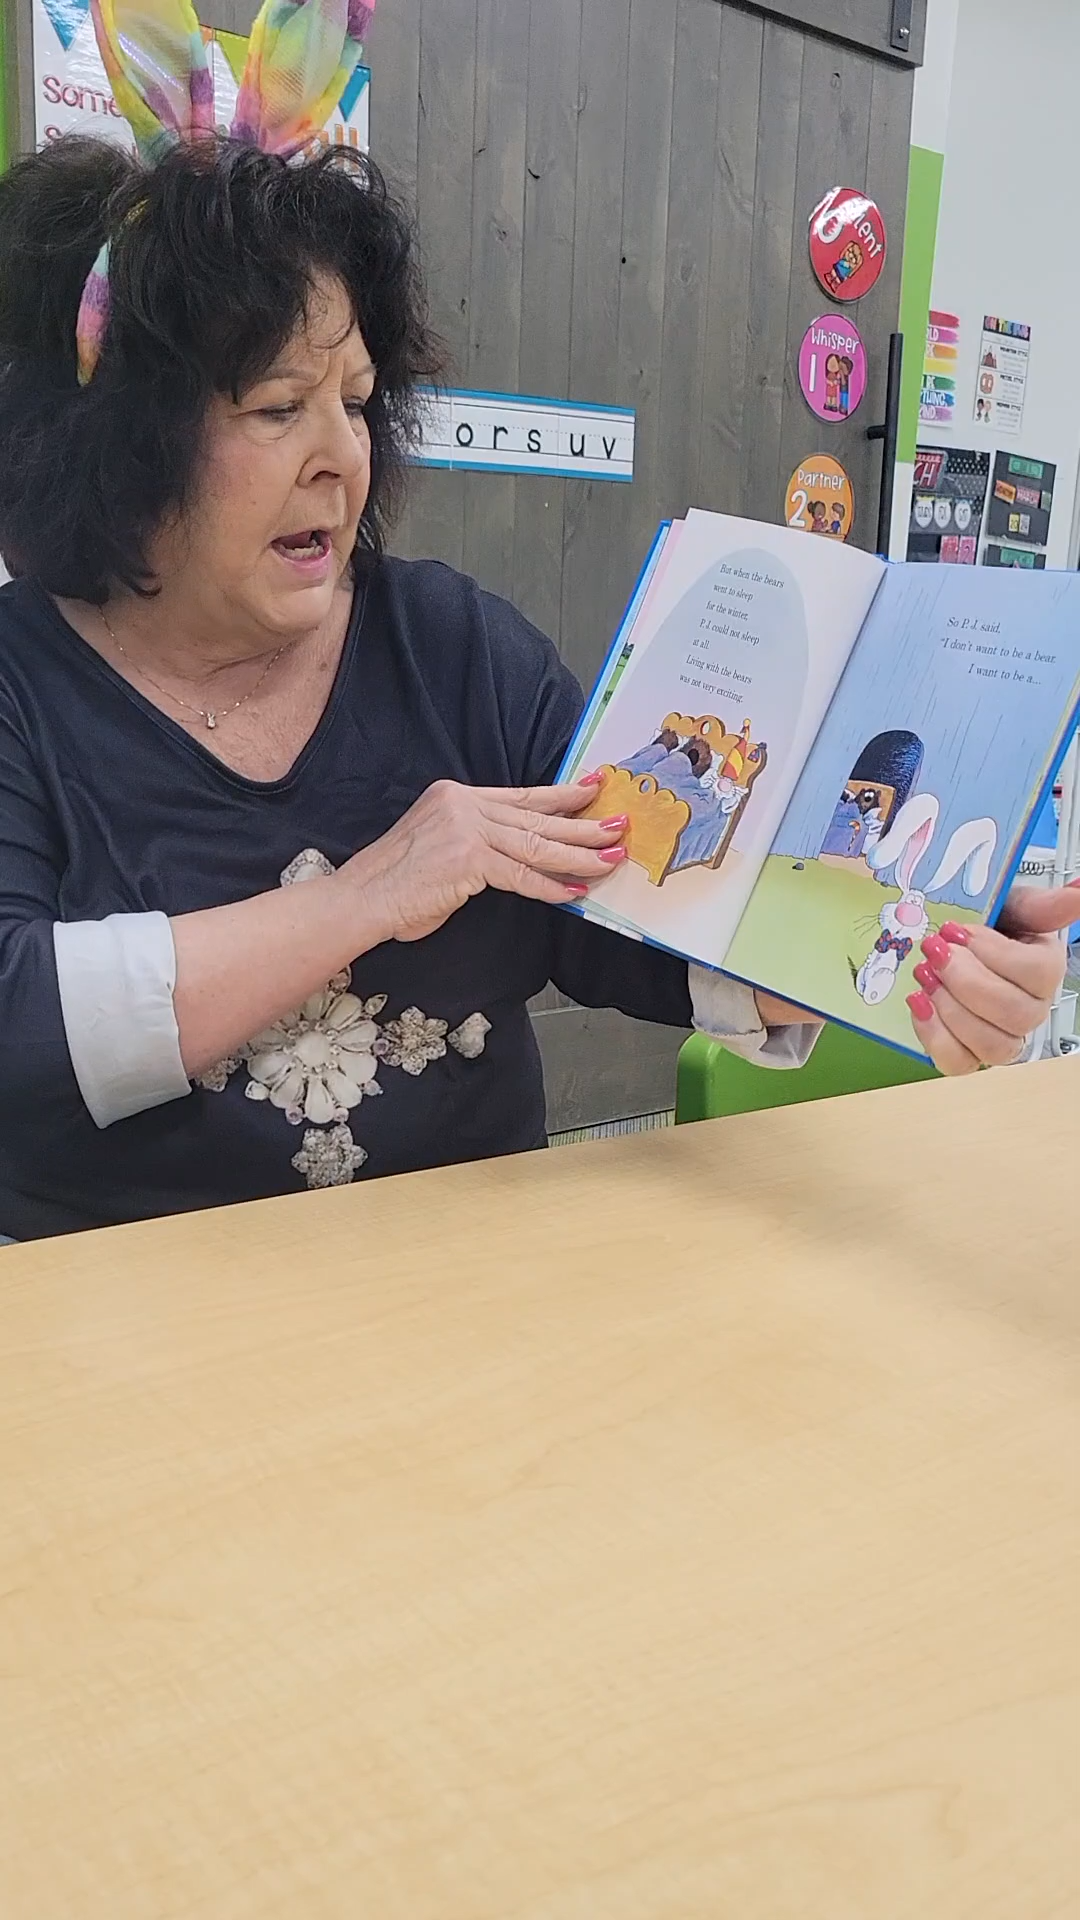 Some
Silent
0
Whisper
1
orsuv
Partner
2
But when the bears
went to sleep
for the winter,
P. J. could not sleep
at all.
Living with the bears
was not very exciting.
So P. J. said,
"I don't want to be a bear.
I want to be a...